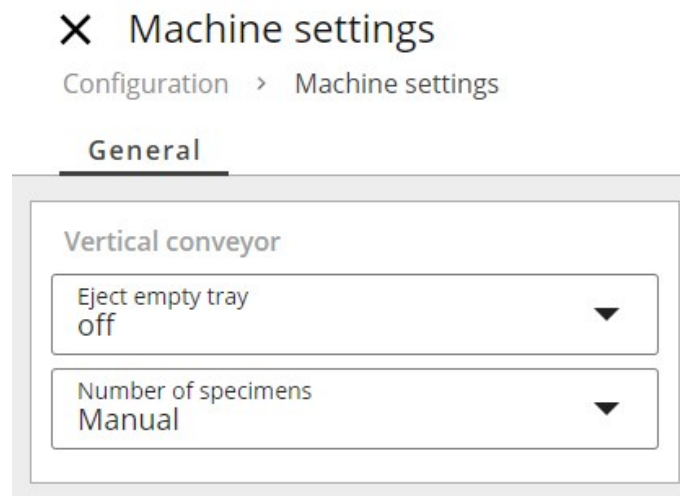 Machine settings
Configuration > Machine settings
General
Vertical conveyor
Eject empty tray
off
Number of specimens
Manual